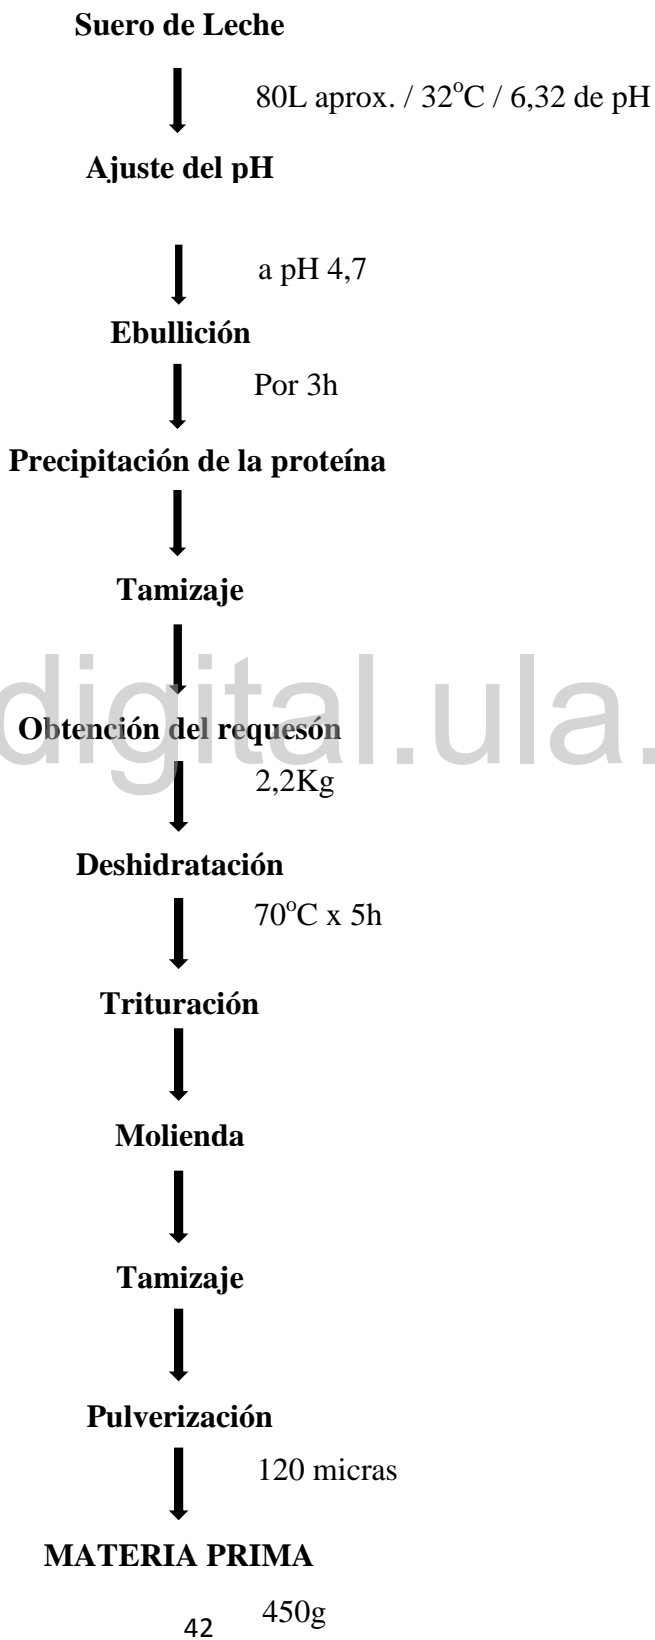 Suero de Leche
80L aprox. / 32°C / 6,32 de pH
Ajuste del pH
a pH 4,7
Ebullición
Por 3h
Precipitación de la proteína
Tamizaje
digital.ula.
Obtención del requesón
2,2Kg
Deshidratación
70°C x 5h
Trituración
Molienda
Tamizaje
Pulverización
120 micras
MATERIA PRIMA
450g
42